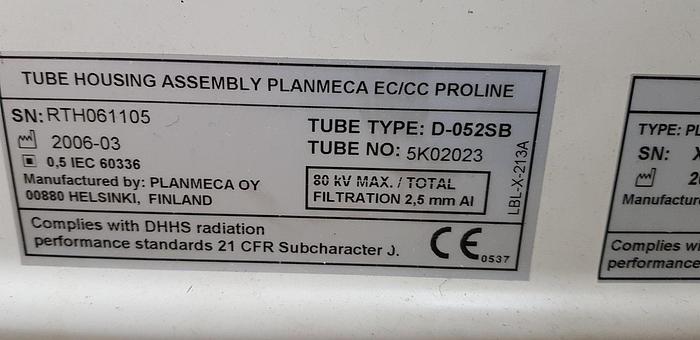 TUBE HOUSING ASSEMBLY PLANMECA EC/CC PROLINE
SN: RTH061105
2006-03
0,5 IEC 60336
Manufactured by: PLANMECA OY
00880 HELSINKI, FINLAND
TUBE TYPE: D-052SB
TUBE NO: 5K02023
80 kV MAX. / TOTAL
FILTRATION 2,5 mm Al
LBL-X-213A
Complies with DHHS radiation
performance standards 21 CFR Subcharacter J.
CE 0537
TYPE:
SN:
Complies
performance